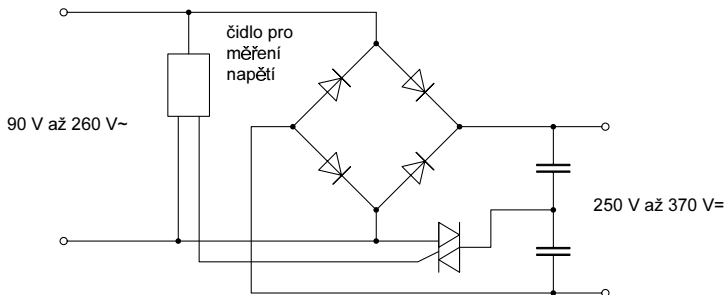 čidlo pro
měření
napětí
90 V až 260 V~
250 V až 370 V=